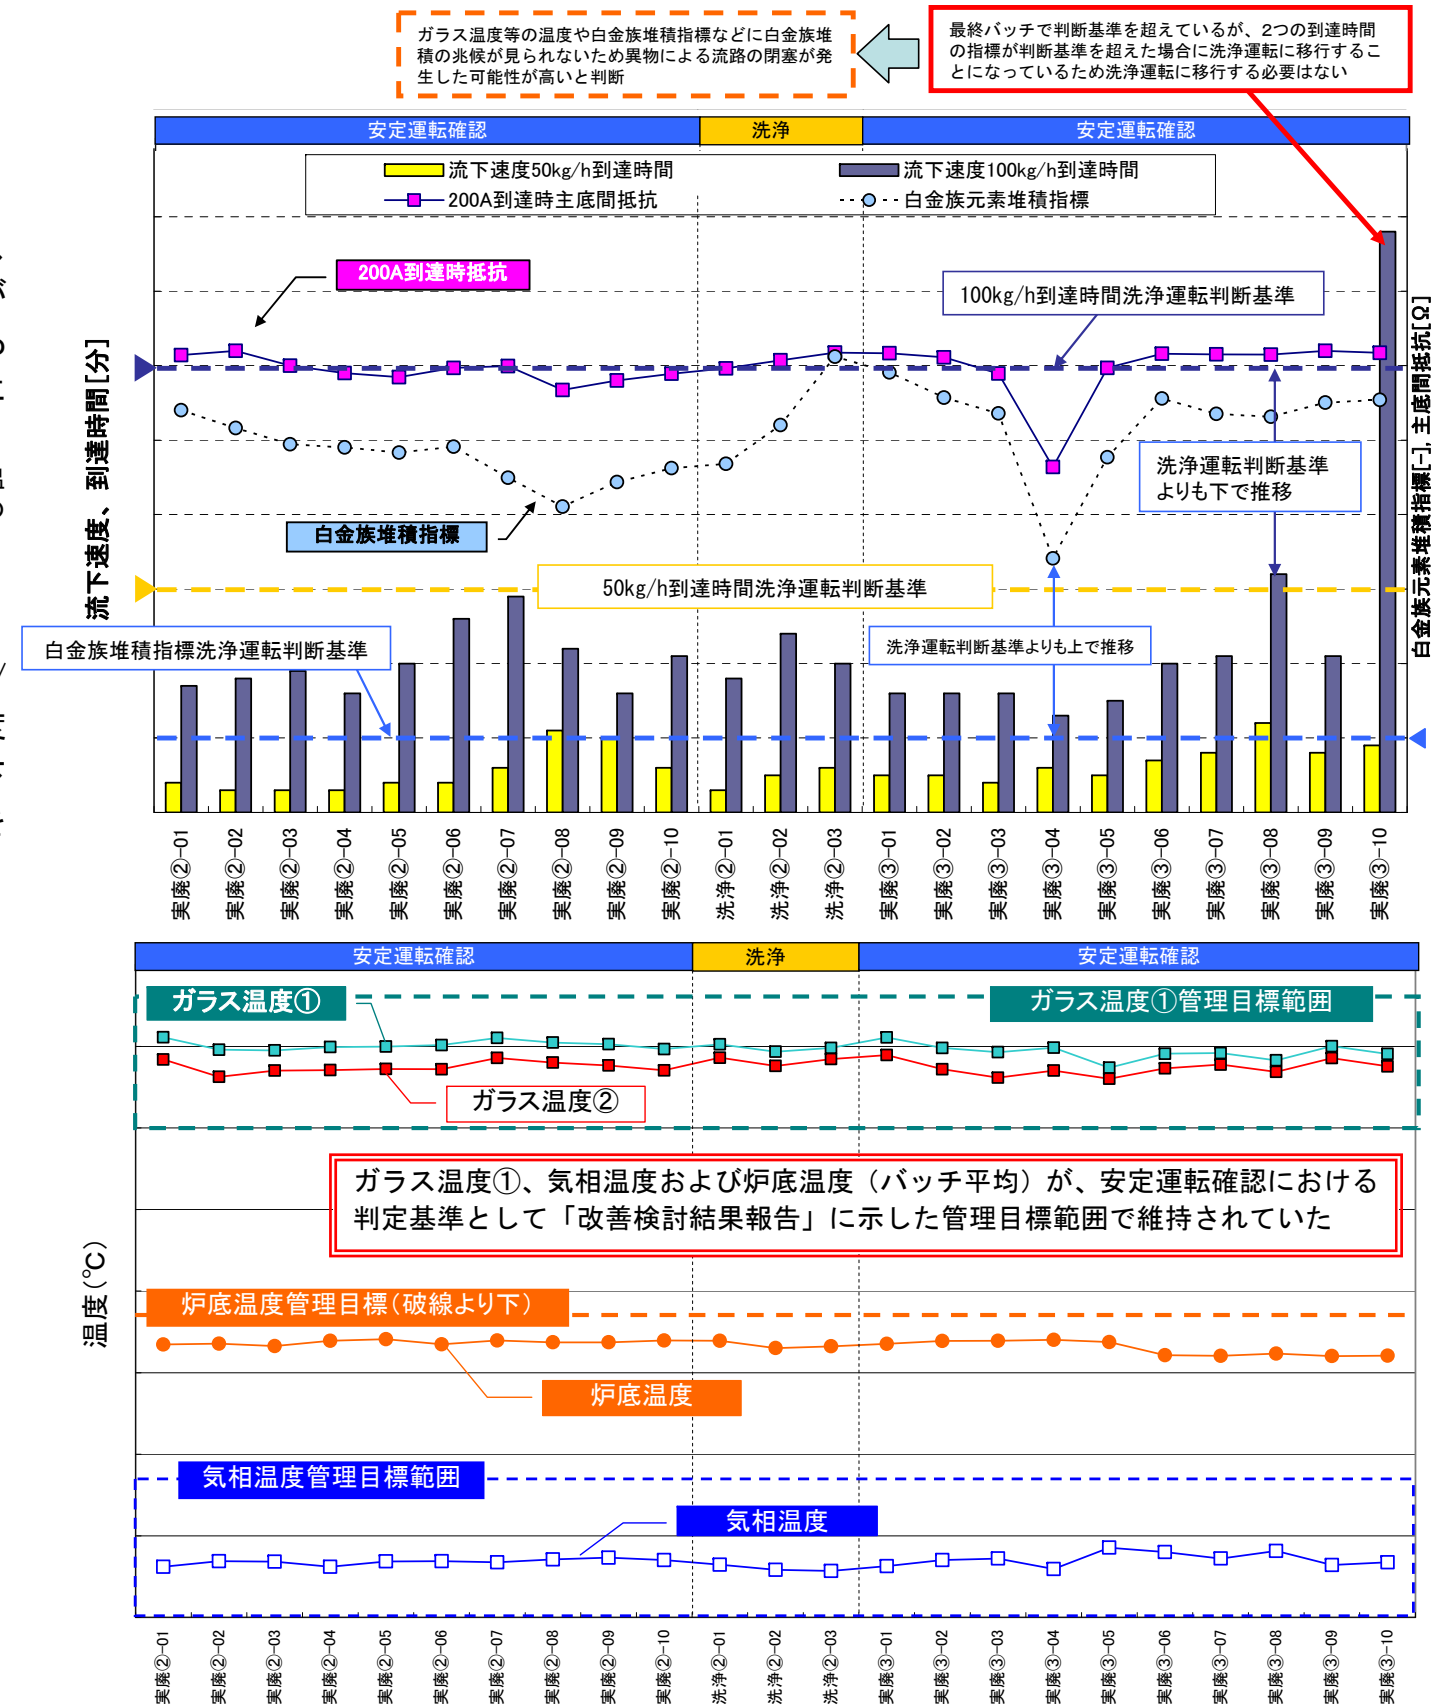 ガラス温度等の温度や白金族堆積指標などに白金族堆
積の兆候が見られないため異物による流路の閉塞が発
生した可能性が高いと判断
最終バッチで判断基準を超えているが、2つの到達時間
の指標が判断基準を超えた場合に洗浄運転に移行するこ
とになっているため洗浄運転に移行する必要はない
安定運転確認
洗浄
安定運転確認
流下速度50kg/h到達時間
流下速度100kg/h到達時間
200A到達時主底間抵抗
白金族元素堆積指標
200A到達時抵抗
100kg/h到達時間洗浄運転判断基準
流下速度、到達時間[分]
白金族元素堆積指標[-], 主底間抵抗[Ω]
洗浄運転判断基準
よりも下で推移
白金族堆積指標
50kg/h到達時間洗浄運転判断基準
白金族堆積指標洗浄運転判断基準
洗浄運転判断基準よりも上で推移
実廃②-01
実廃②-02
実廃②-03
実廃②-04
実廃②-05
実廃②-06
実廃②-07
実廃②-08
実廃②-09
実廃②-10
洗浄②-01
洗浄②-02
洗浄②-03
実廃③-01
実廃③-02
実廃③-03
実廃③-04
実廃③-05
実廃③-06
実廃③-07
実廃③-08
実廃③-09
実廃③-10
安定運転確認
洗浄
安定運転確認
ガラス温度①
ガラス温度①管理目標範囲
ガラス温度②
ガラス温度①、気相温度および炉底温度（バッチ平均）が、安定運転確認における
判定基準として「改善検討結果報告」に示した管理目標範囲で維持されていた
温度(℃)
炉底温度管理目標(破線より下)
炉底温度
気相温度管理目標範囲
気相温度
実廃②-01
実廃②-02
実廃②-03
実廃②-04
実廃②-05
実廃②-06
実廃②-07
実廃②-08
実廃②-09
実廃②-10
洗浄②-01
洗浄②-02
洗浄②-03
実廃③-01
実廃③-02
実廃③-03
実廃③-04
実廃③-05
実廃③-06
実廃③-07
実廃③-08
実廃③-09
実廃③-10